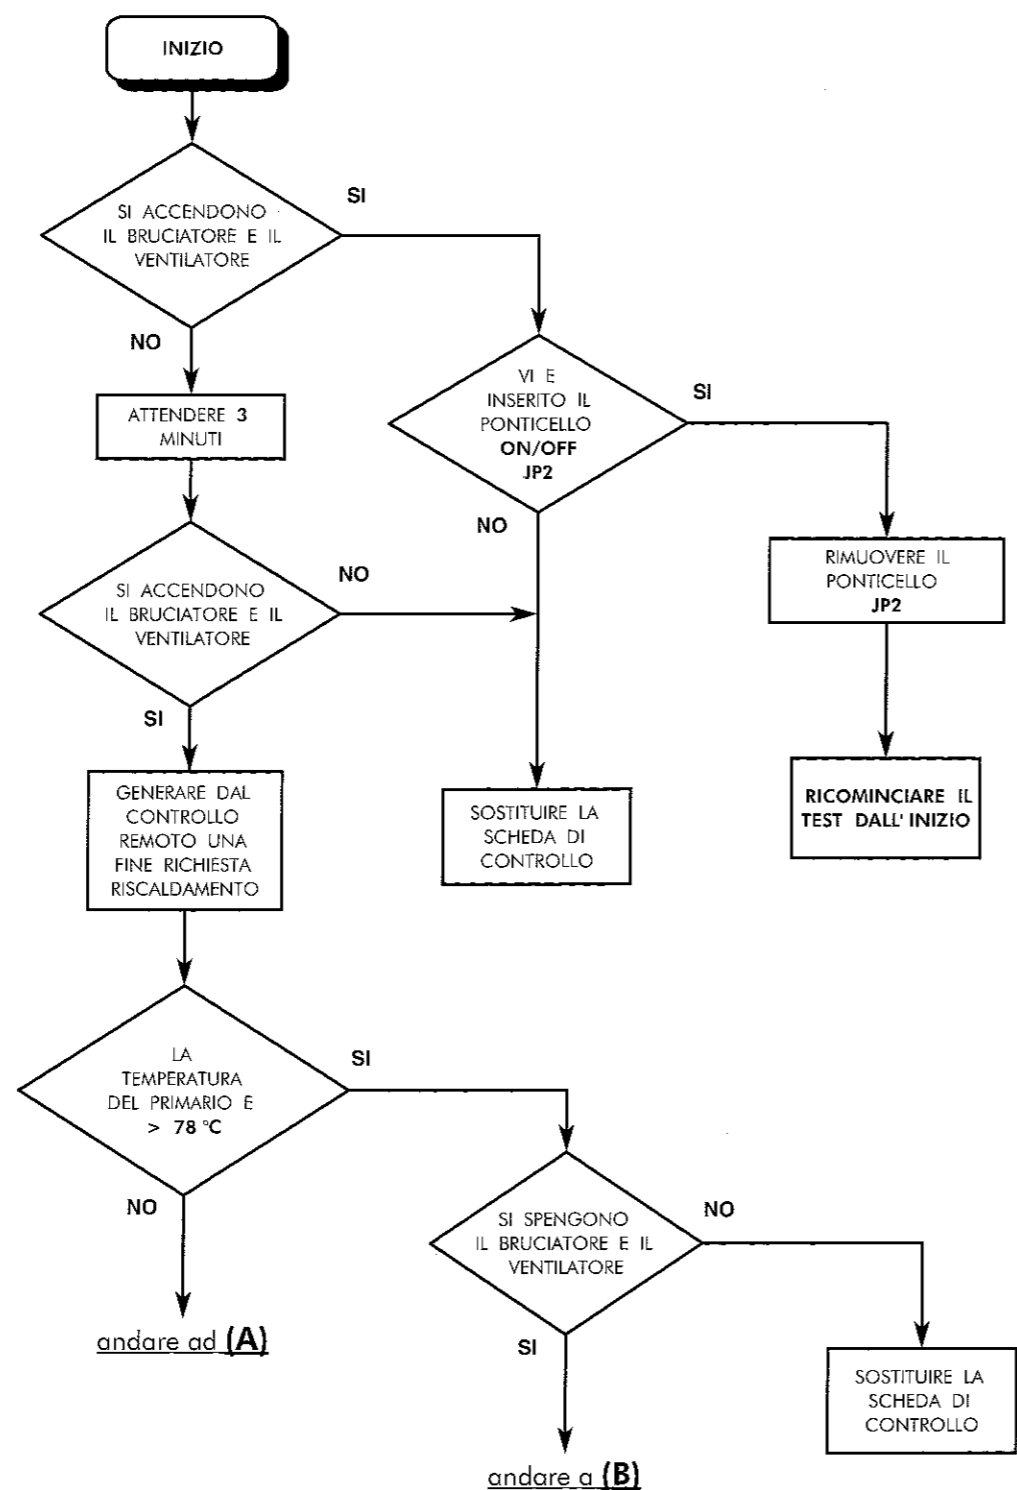 INIZIO
SI
SI ACCENDONO
IL BRUCIATORE E IL
VENTILATORE
NO
VI E
INSERITO IL
PONTICELLO
ON/OFF
JP2
SI
ATTENDERE 3
MINUTI
NO
RIMUOVERE IL
PONTICELLO
JP2
SI ACCENDONO
IL BRUCIATORE E IL
VENTILATORE
NO
SI
GENERARE DAL
CONTROLLO
REMOTO UNA
FINE RICHIESTA
RISCALDAMENTO
SOSTITUIRE LA
SCHEDA DI
CONTROLLO
RICOMINCIARE IL
TEST DALL' INIZIO
LA
TEMPERATURA
DEL PRIMARIO E
> 78 °C
SI
NO
SI SPENGONO
IL BRUCIATORE E IL
VENTILATORE
NO
SI
andare ad (A)
SOSTITUIRE LA
SCHEDA DI
CONTROLLO
andare a (B)